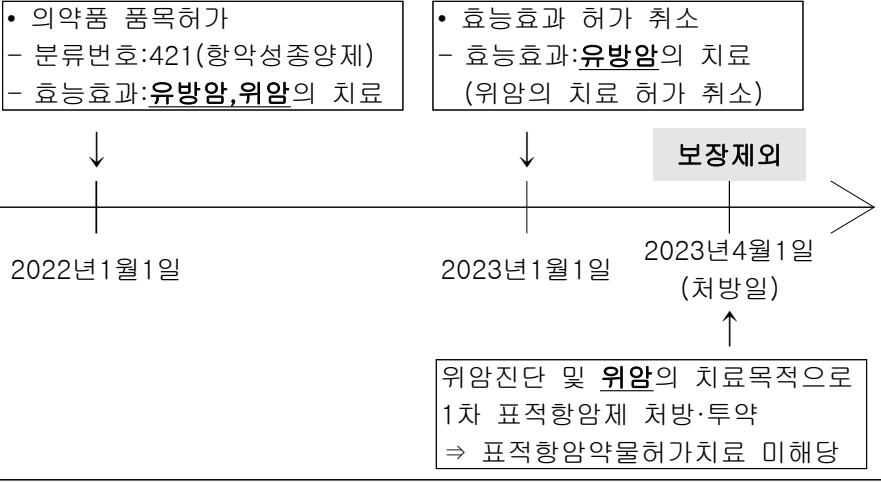 • 의약품 품목허가
- 분류번호:421(항악성종양제)
- 효능효과:유방암,위암의 치료
• 효능효과 허가 취소
- 효능효과:유방암의 치료
(위암의 치료 허가 취소)
보장제외
2022년1월1일
2023년1월1일
2023년4월1일
(처방일)
위암진단 및 위암의 치료목적으로
1차 표적항암제 처방·투약
⇒ 표적항암약물허가치료 미해당